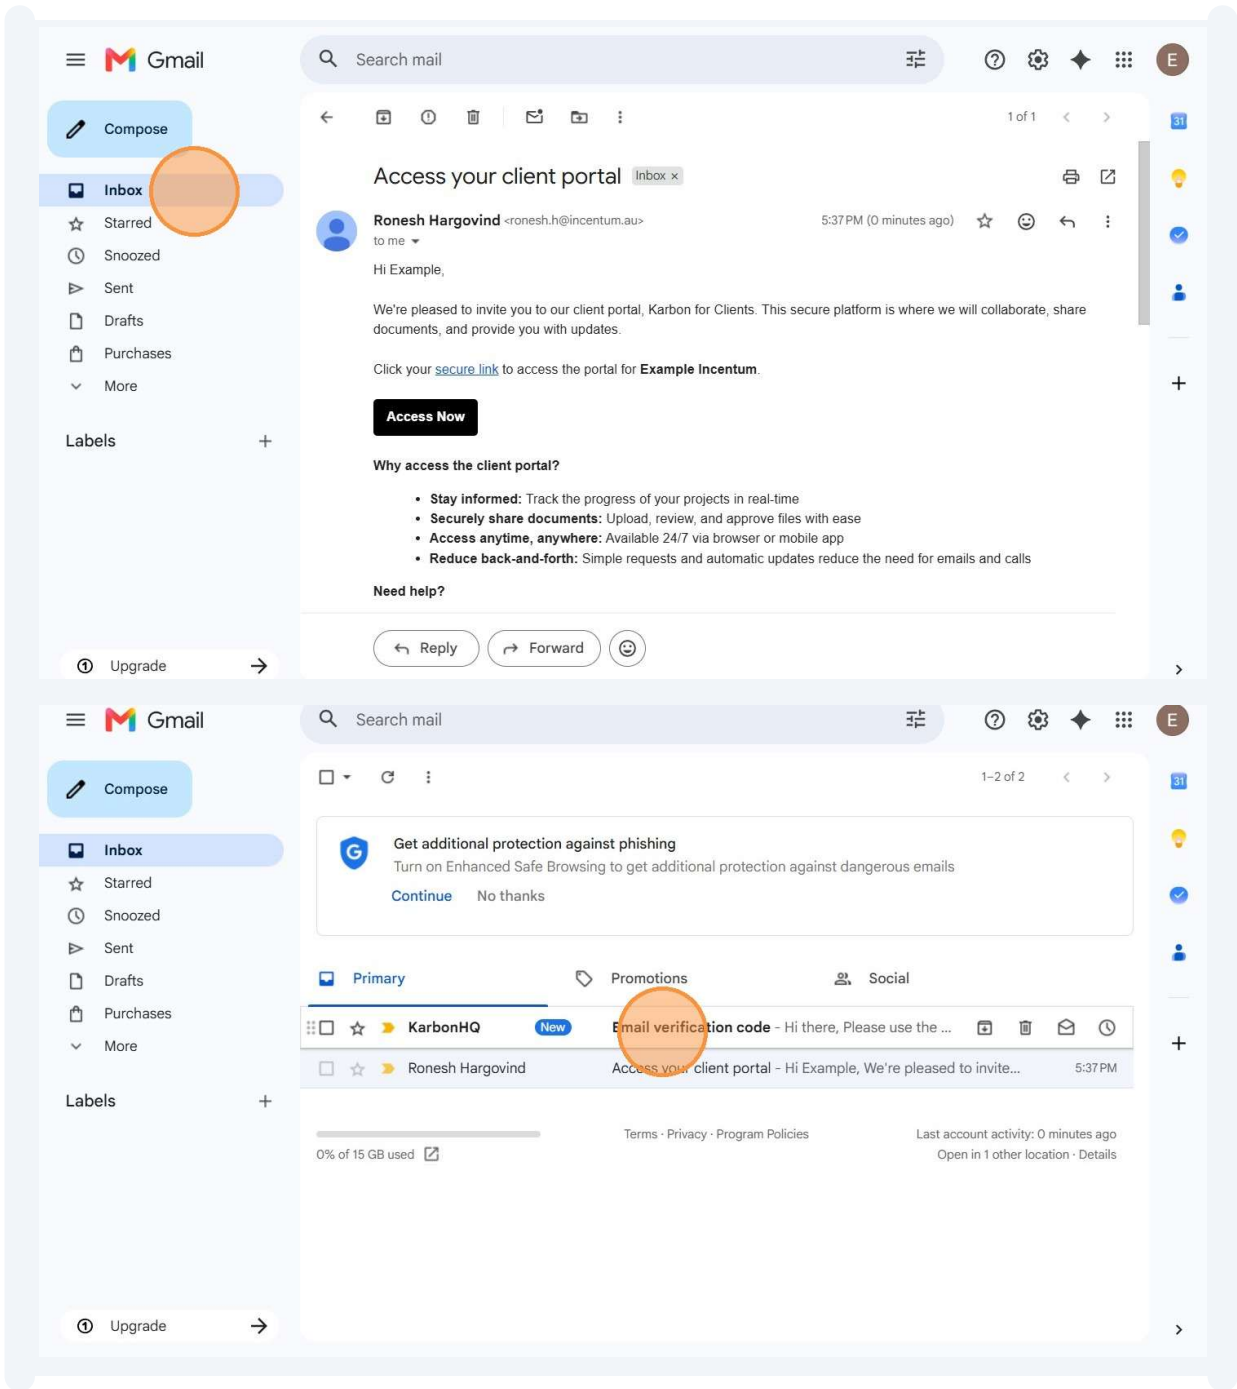 Gmail
Search mail
E
Compose
1 of 1
31
Access your client portal Inbox x
Inbox
Ronesh Hargovind <ronesh.h@incentum.au> 5:37 PM (0 minutes ago)
Starred
to me
Snoozed
Hi Example,
Sent
We're pleased to invite you to our client portal, Karbon for Clients. This secure platform is where we will collaborate, share
Drafts
documents, and provide you with updates.
Purchases
Click your secure link to access the portal for Example Incentum.
More
Access Now
Labels +
Why access the client portal?
• Stay informed: Track the progress of your projects in real-time
• Securely share documents: Upload, review, and approve files with ease
• Access anytime, anywhere: Available 24/7 via browser or mobile app
• Reduce back-and-forth: Simple requests and automatic updates reduce the need for emails and calls
Need help?
Reply Forward
Upgrade
Gmail
Search mail
E
Compose
1–2 of 2
31
Inbox
Get additional protection against phishing
Turn on Enhanced Safe Browsing to get additional protection against dangerous emails
Starred
Continue No thanks
Snoozed
Sent
Drafts
Primary Promotions Social
Purchases
KarbonHQ New Email verification code - Hi there, Please use the ...
More
Ronesh Hargovind Access your client portal - Hi Example, We're pleased to invite... 5:37 PM
Labels +
Terms · Privacy · Program Policies
Last account activity: 0 minutes ago
0% of 15 GB used
Open in 1 other location · Details
Upgrade